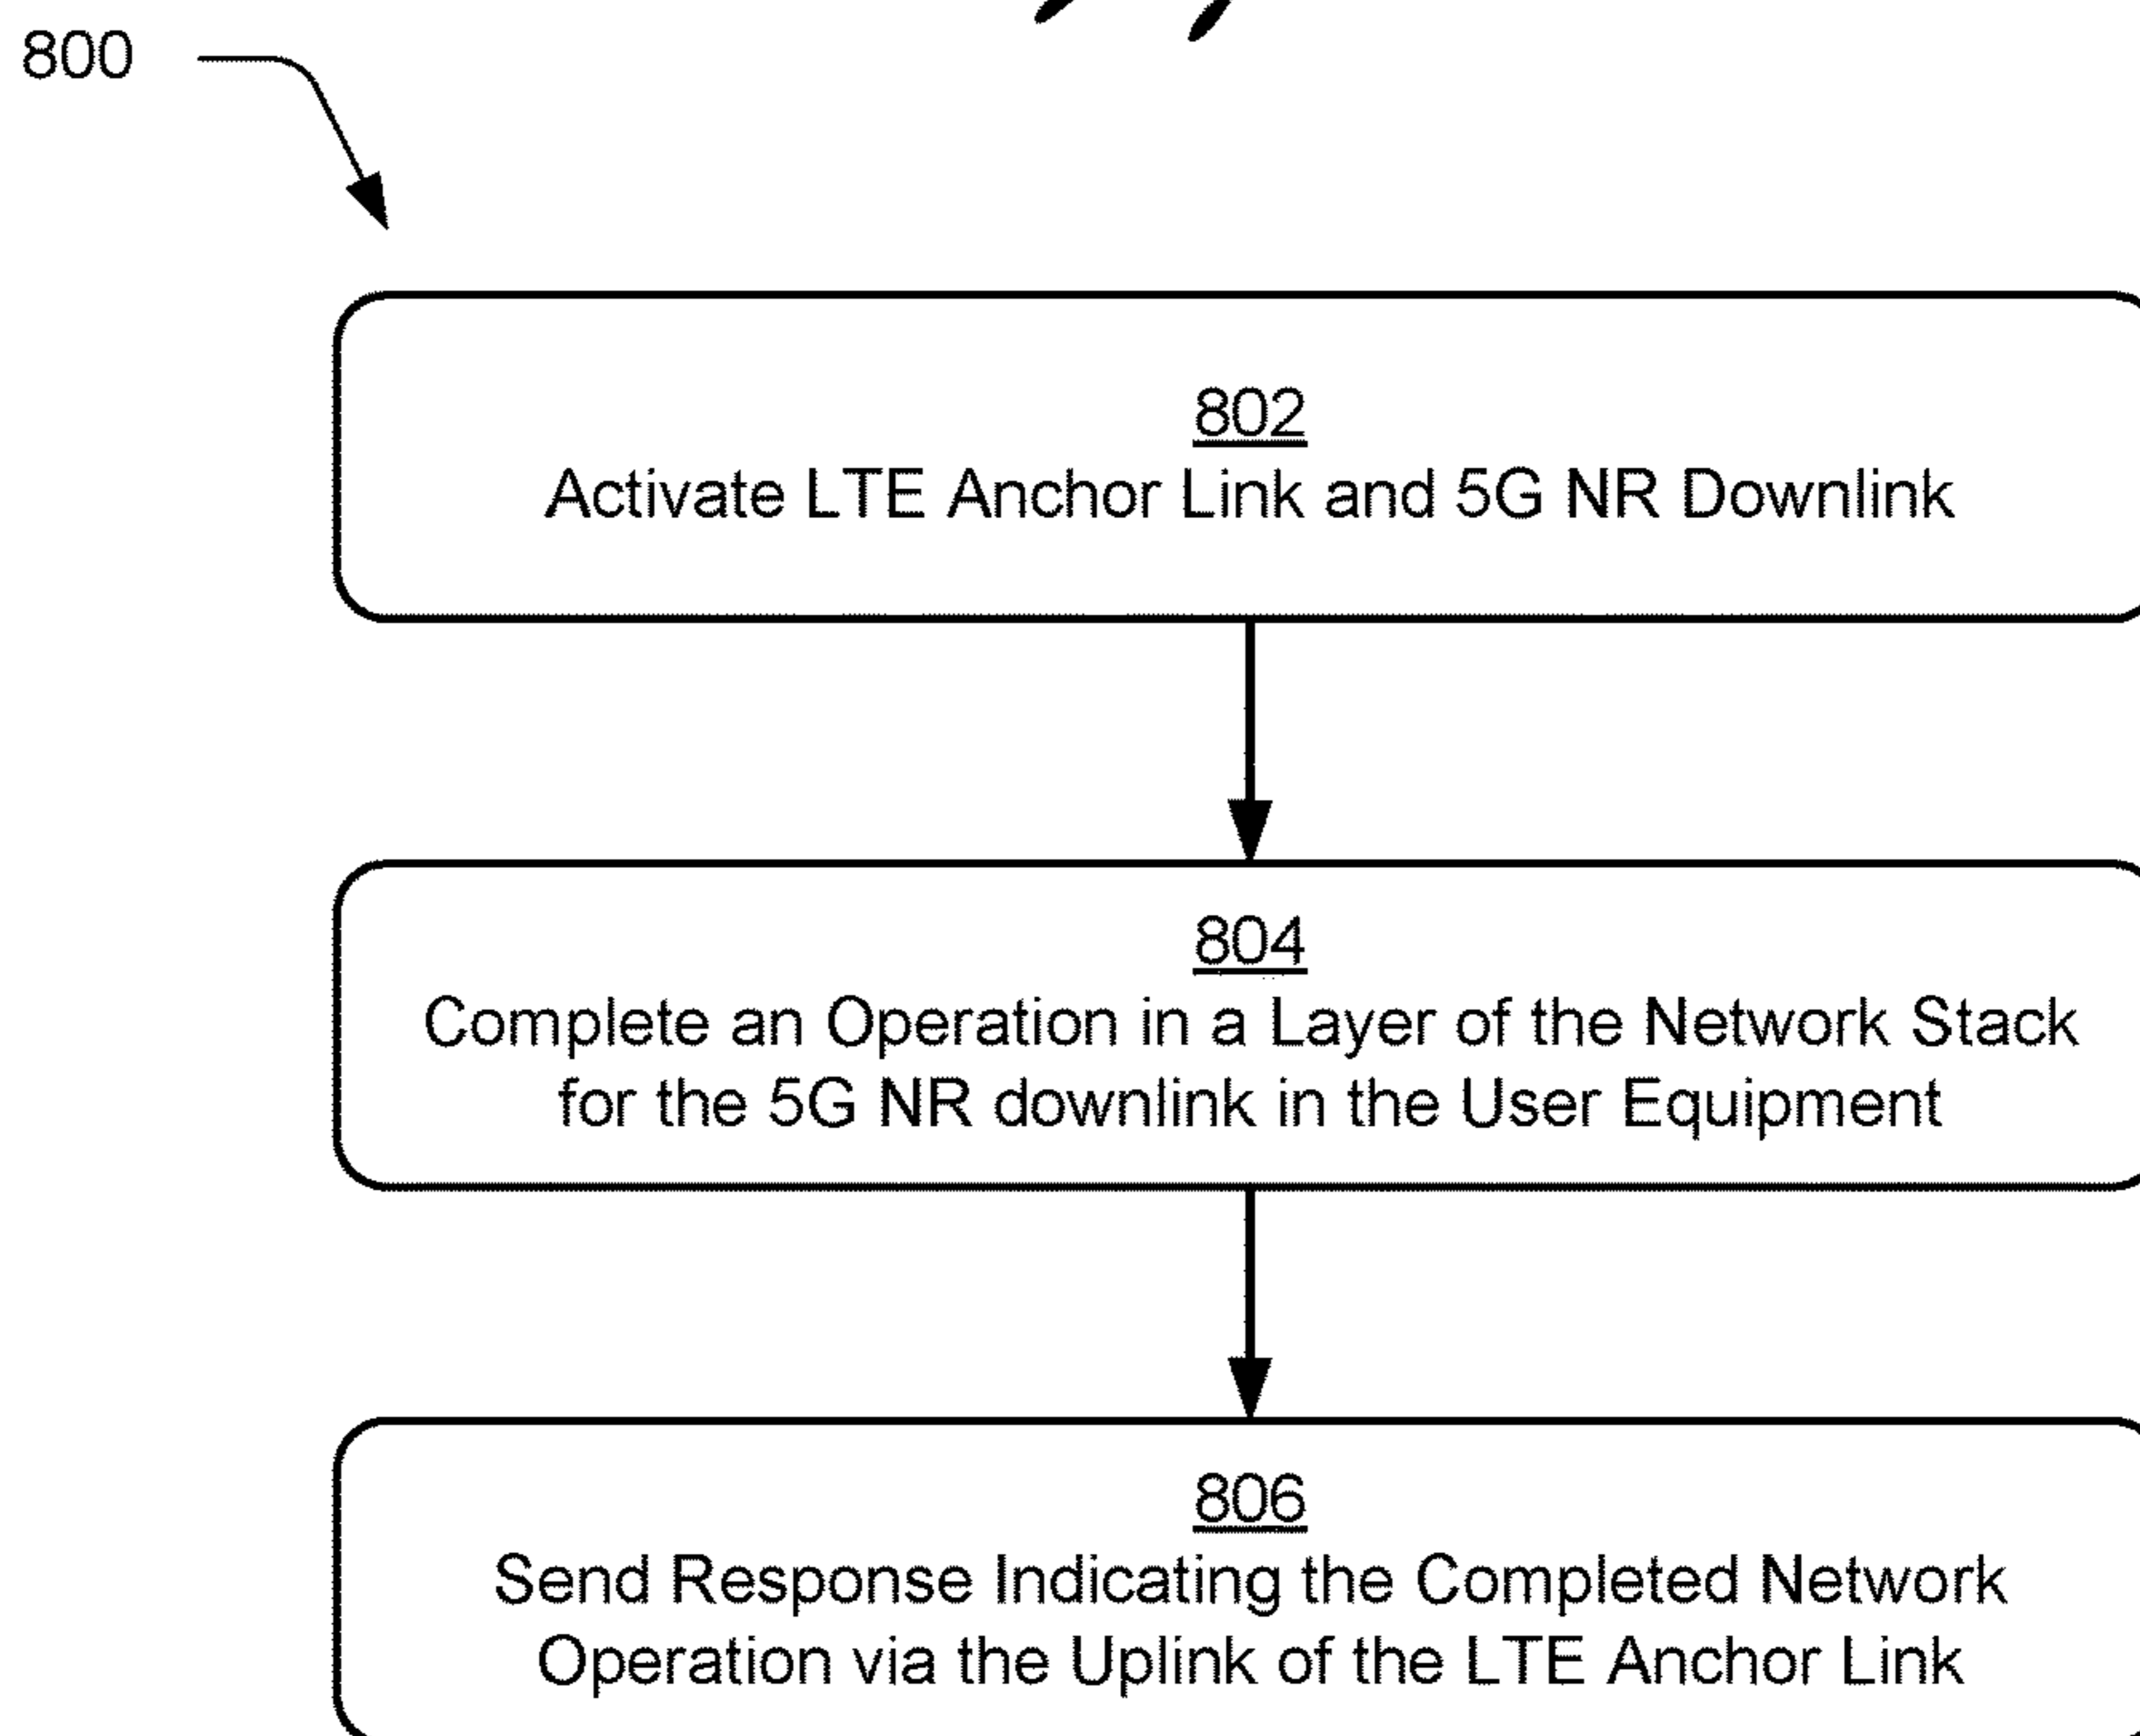 800
802
Activate LTE Anchor Link and 5G NR Downlink
804
Complete an Operation in a Layer of the Network Stack
for the 5G NR downlink in the User Equipment
806
Send Response Indicating the Completed Network
Operation via the Uplink of the LTE Anchor Link